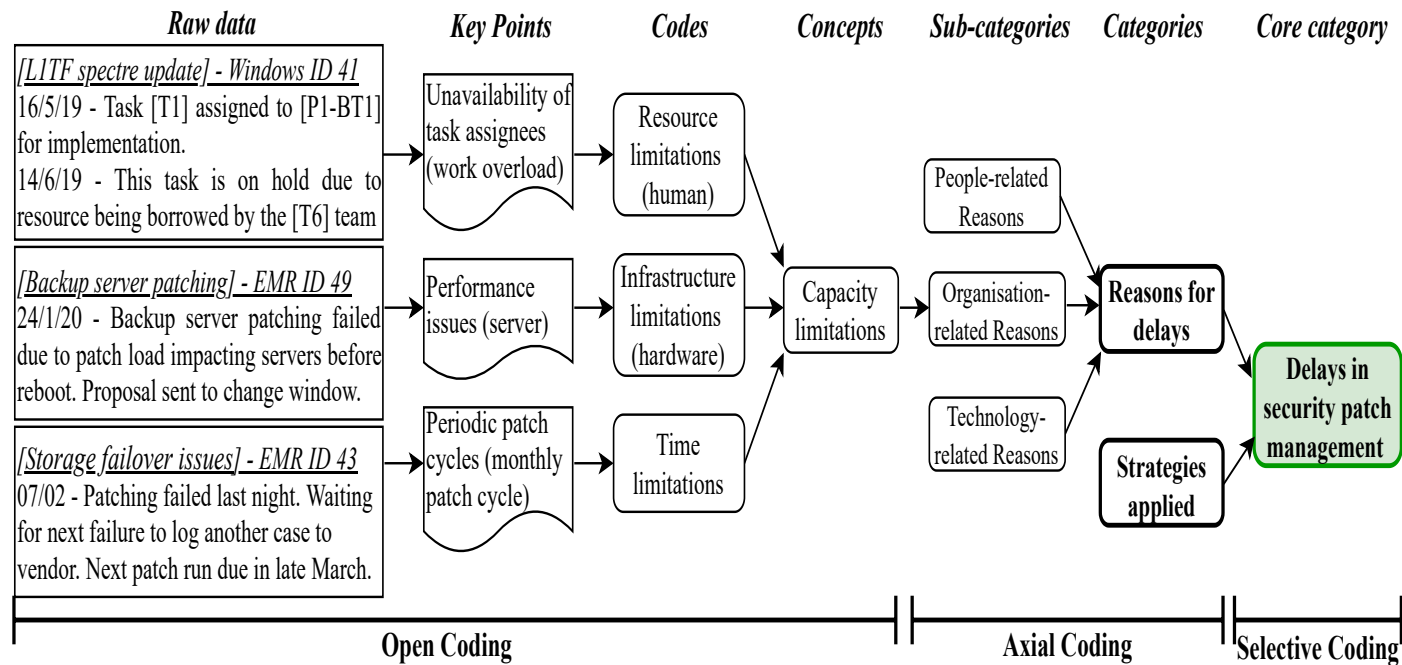 Raw data
Key Points
Codes
Concepts
Sub-categories
Categories
Core category
[L1TF spectre update] - Windows ID 41
16/5/19 - Task [T1] assigned to [P1-BT1]
for implementation.
14/6/19 - This task is on hold due to
resource being borrowed by the [T6] team
Unavailability of
task assignees
(work overload)
Resource
limitations
(human)
[Backup server patching] - EMR ID 49
24/1/20 - Backup server patching failed
due to patch load impacting servers before
reboot. Proposal sent to change window.
Performance
issues (server)
Infrastructure
limitations
(hardware)
[Storage failover issues] - EMR ID 43
07/02 - Patching failed last night. Waiting
for next failure to log another case to
vendor. Next patch run due in late March.
Periodic patch
cycles (monthly
patch cycle)
Time
limitations
Capacity
limitations
People-related
Reasons
Organisation-
related Reasons
Technology-
related Reasons
Reasons for
delays
Strategies
applied
Delays in
security patch
management
Open Coding
Axial Coding
Selective Coding